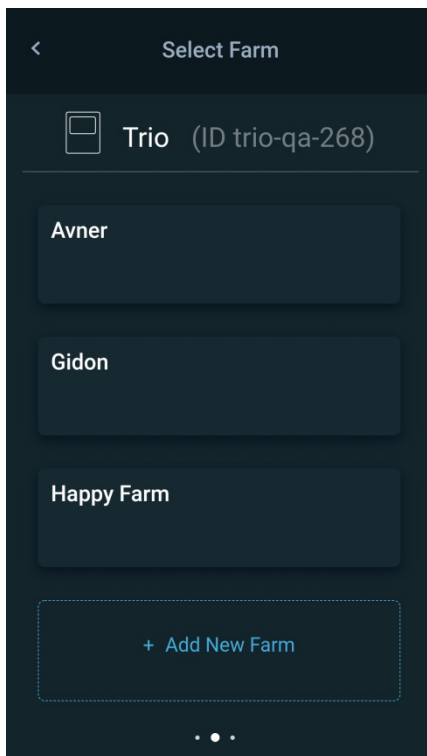 Select Farm
Trio (ID trio-qa-268)
Avner
Gidon
Happy Farm
+ Add New Farm